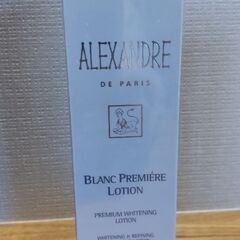 ALEXANDRE
DE PARIS
BLANC PREMIÈRE
LOTION
PREMIUM WHITENING
LOTION
WHITENING & REFINING